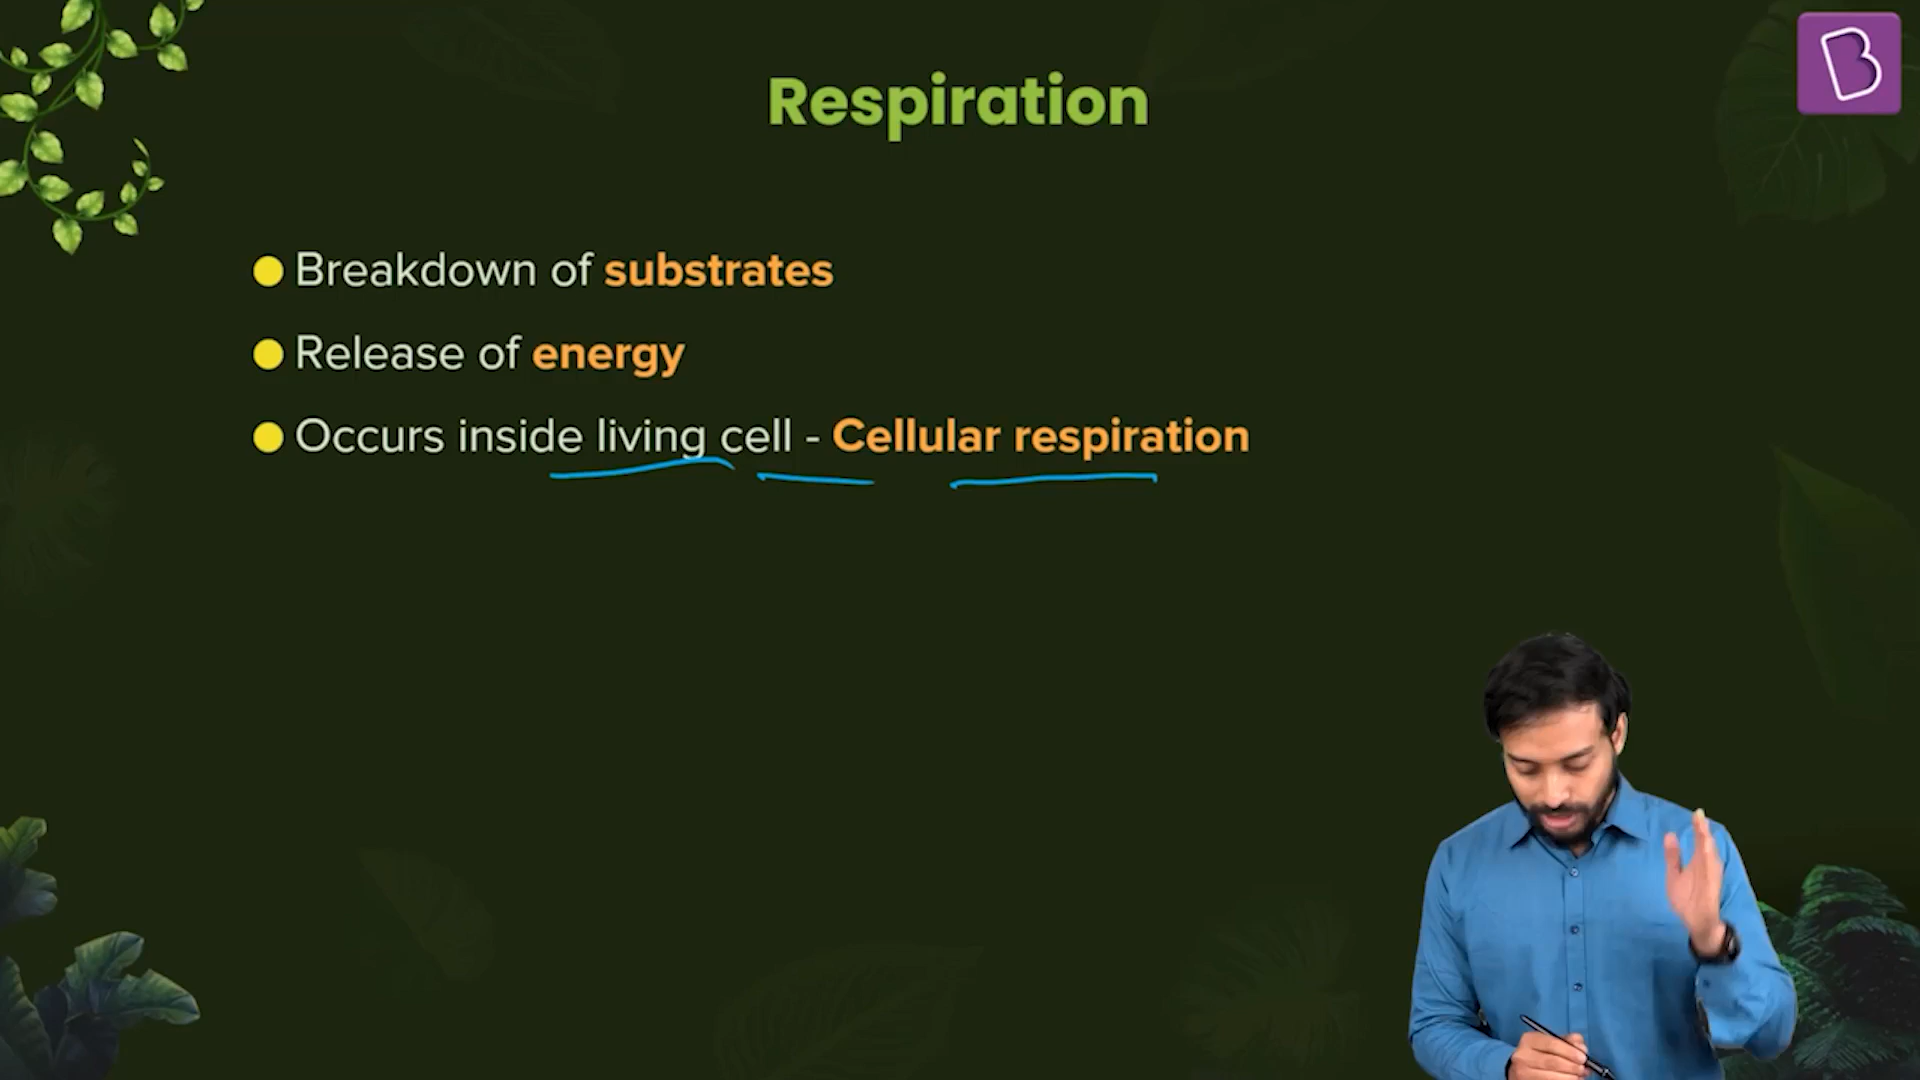 Respiration
Breakdown of substrates
Release of energy
Occurs inside living cell - Cellular respiration
B